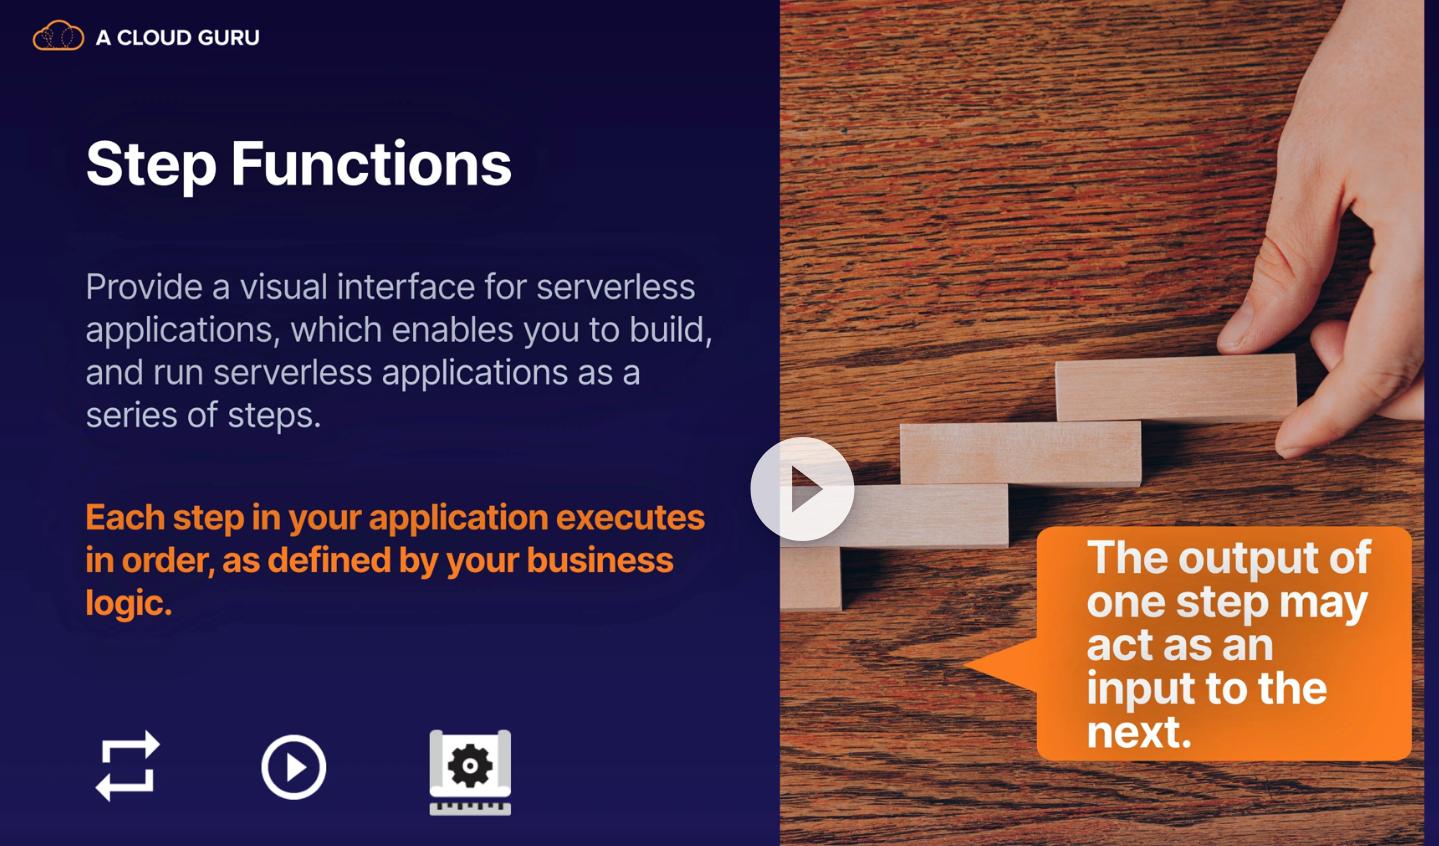 A CLOUD GURU
Step Functions
Provide a visual interface for serverless
applications, which enables you to build,
and run serverless applications as a
series of steps.
Each step in your application executes
in order, as defined by your business
logic.
The output of
one step may
act as an
input to the
next.